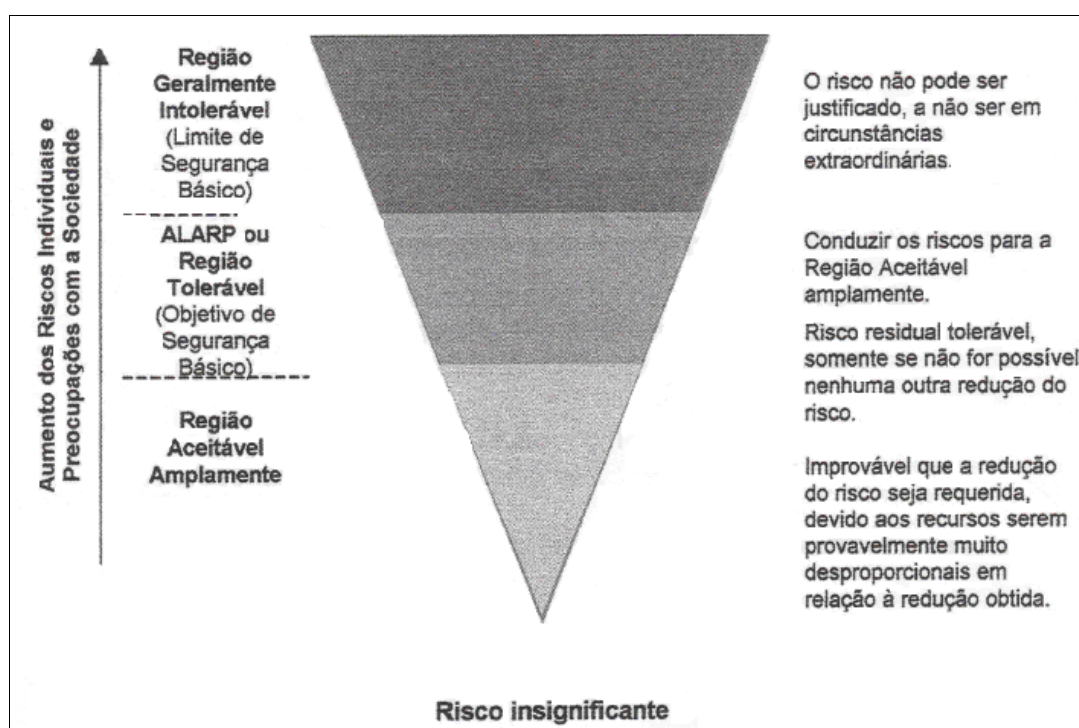 Aumento dos Riscos Individuais e
Preocupações com a Sociedade
Região
Geralmente
Intolerável
(Limite de
Segurança
Básico)
ALARP ou
Região
Tolerável
(Objetivo de
Segurança
Básico)
Região
Aceitável
Amplamente
O risco não pode ser
justificado, a não ser em
circunstâncias
extraordinárias.
Conduzir os riscos para a
Região Aceitável
amplamente.
Risco residual tolerável,
somente se não for possível
nenhuma outra redução do
risco.
Improvável que a redução
do risco seja requerida,
devido aos recursos serem
provavelmente muito
desproporcionais em
relação à redução obtida.
Risco insignificante